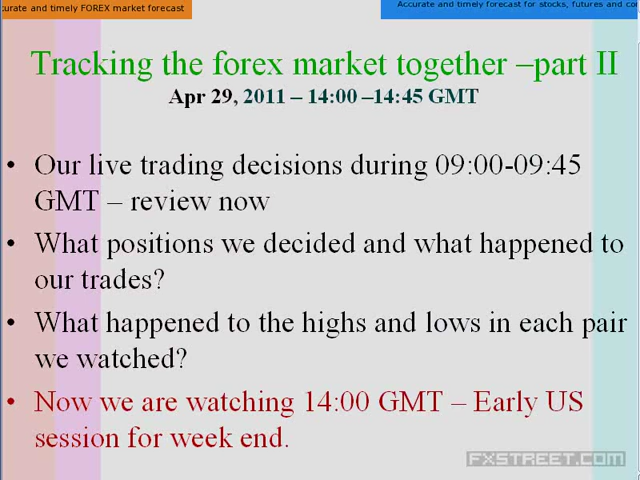 urate and timely FOREX market forecast
Accurate and timely forecast for stocks, futures and co
Tracking the forex market together –part II
Apr 29, 2011 – 14:00 –14:45 GMT
• Our live trading decisions during 09:00-09:45
GMT – review now
• What positions we decided and what happened to
our trades?
• What happened to the highs and lows in each pair
we watched?
• Now we are watching 14:00 GMT – Early US
session for week end.
FXSTREET.COM